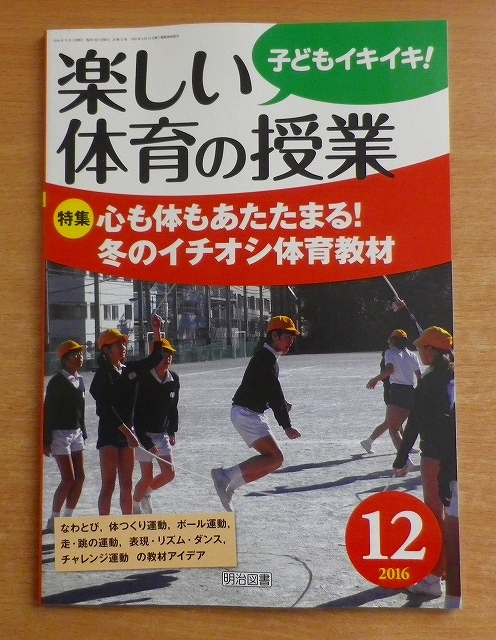 子どもイキイキ!
楽しい
体育の授業
特集
心も体もあたたまる!
冬のイチオシ体育教材
なわとび，体つくり運動，ボール運動，
走・跳の運動，表現・リズム・ダンス，
チャレンジ運動 の教材アイデア
12
2016
明治図書